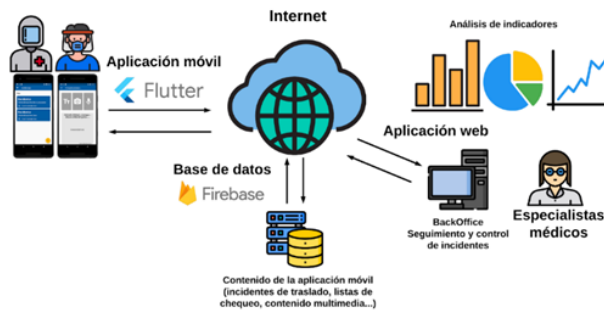 Internet
Análisis de indicadores
Aplicación móvil
Flutter
Aplicación web
Base de datos
Firebase
BackOffice
Seguimiento y control
de incidentes
Especialistas
médicos
Contenido de la aplicación móvil
(incidentes de traslado, listas de
chequeo, contenido multimedia...)